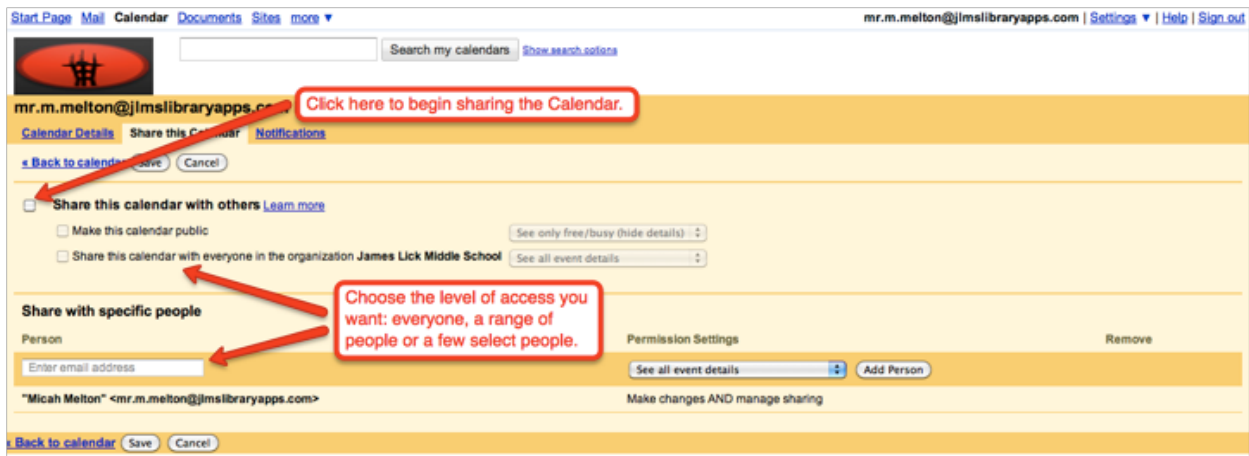 Start Page Mail Calendar Documents Sites more ▼ mr.m.melton@jlmslibraryapps.com | Settings ▼ | Help | Sign out
Search my calendars Show search options
Click here to begin sharing the Calendar.
mr.m.melton@jlmslibraryapps.com
Calendar Details Share this Calendar Notifications
« Back to calendar Save Cancel
Share this calendar with others Learn more
Make this calendar public See only free/busy (hide details)
Share this calendar with everyone in the organization James Lick Middle School See all event details
Choose the level of access you
want: everyone, a range of
people or a few select people.
Share with specific people
Person Permission Settings Remove
Enter email address See all event details Add Person
"Micah Melton" <mr.m.melton@jlmslibraryapps.com> Make changes AND manage sharing
« Back to calendar Save Cancel